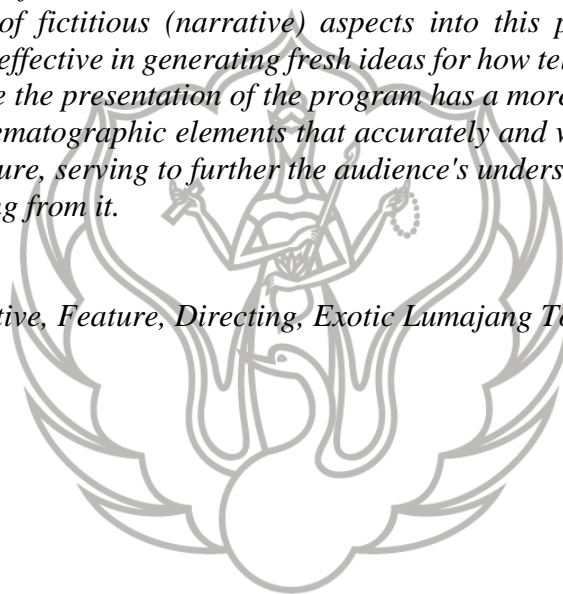 of fictitious (narrative) aspects into this p
effective in generating fresh ideas for how tel
e the presentation of the program has a more
ematographic elements that accurately and v
ure, serving to further the audience's unders
ng from it.
tive, Feature, Directing, Exotic Lumajang Te